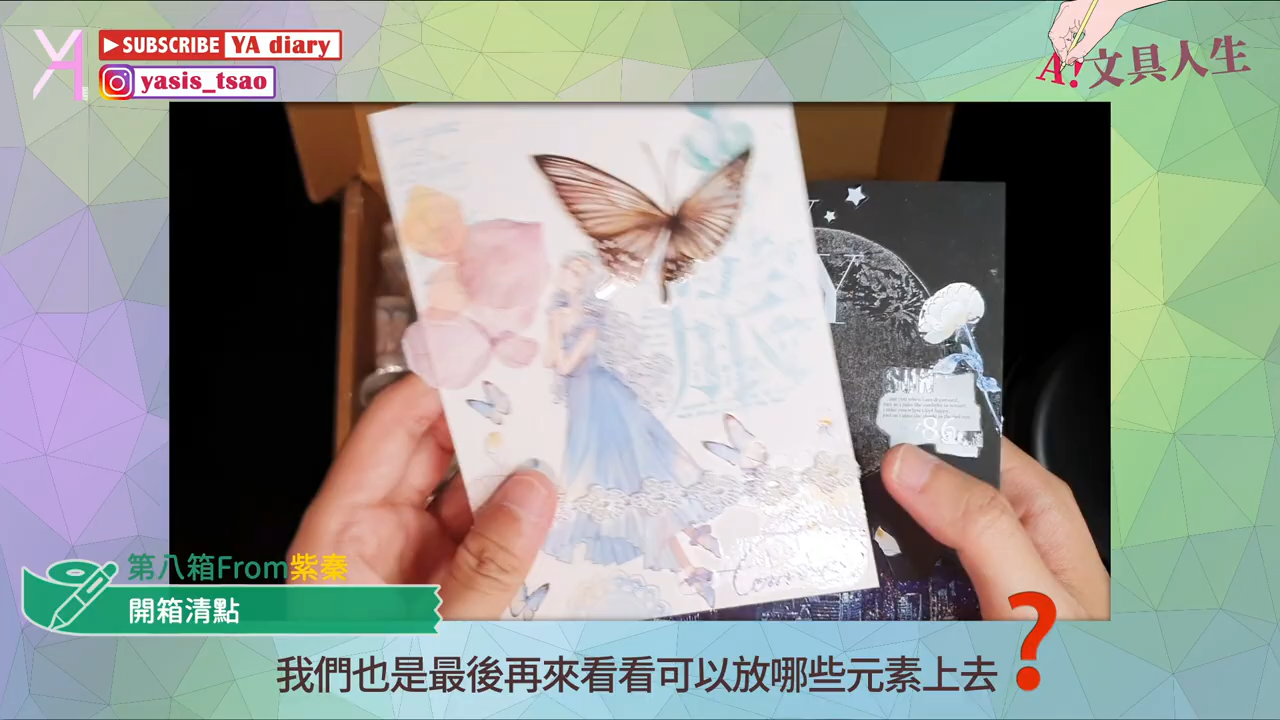 YA
SUBSCRIBE YA diary
yasis_tsao
A!文具人生
第八箱From紫秦
開箱清點
我們也是最後再來看看可以放哪些元素上去?